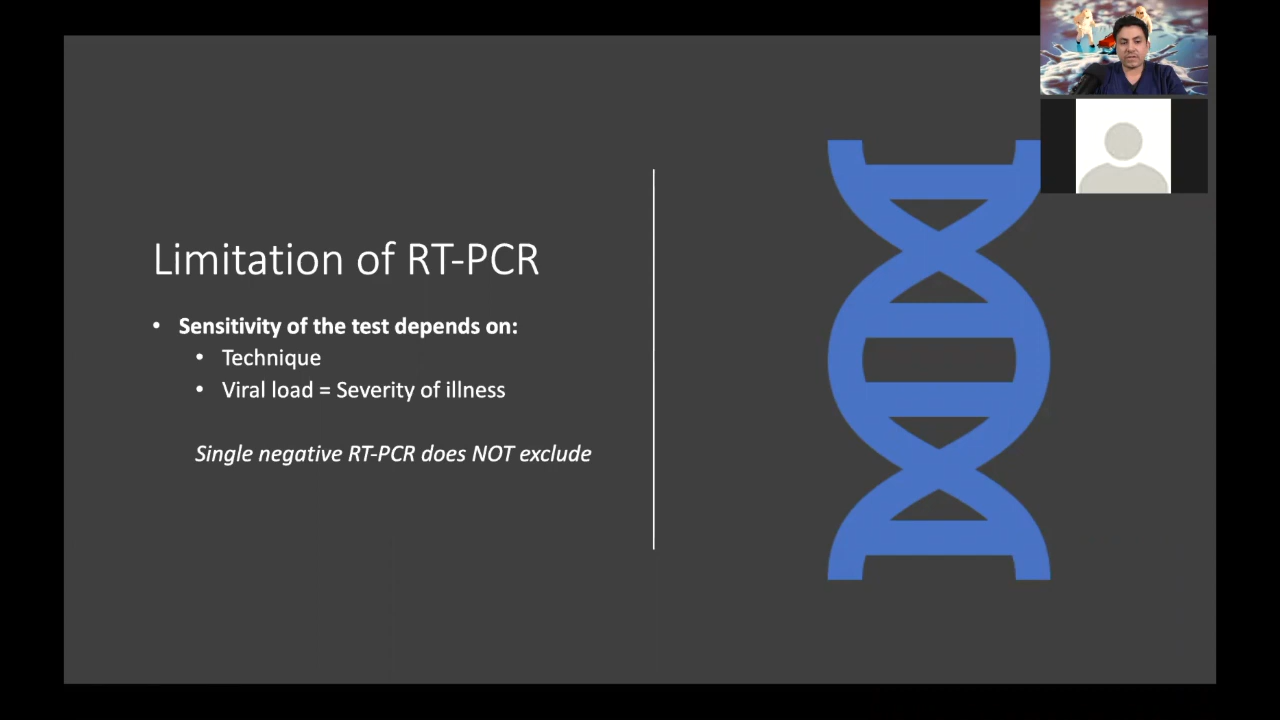 Limitation of RT-PCR
• Sensitivity of the test depends on:
• Technique
• Viral load = Severity of illness
Single negative RT-PCR does NOT exclude